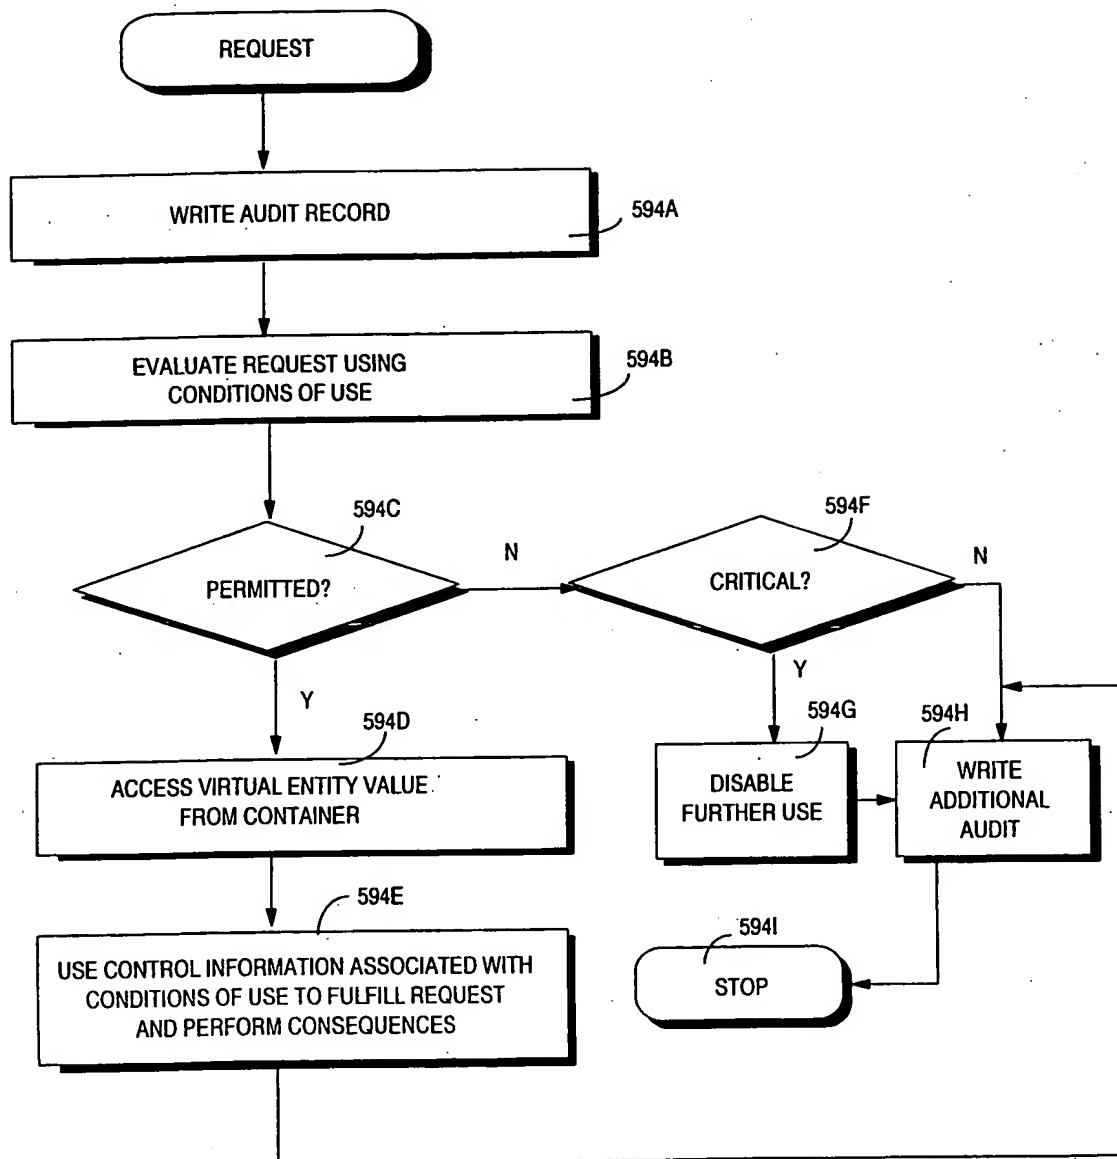 REQUEST
WRITE AUDIT RECORD
594A
EVALUATE REQUEST USING
CONDITIONS OF USE
594B
594C
PERMITTED?
N
594F
CRITICAL?
N
Y
Y
594D
ACCESS VIRTUAL ENTITY VALUE
FROM CONTAINER
594G
DISABLE
FURTHER USE
594H
WRITE
ADDITIONAL
AUDIT
594E
USE CONTROL INFORMATION ASSOCIATED WITH
CONDITIONS OF USE TO FULFILL REQUEST
AND PERFORM CONSEQUENCES
594I
STOP